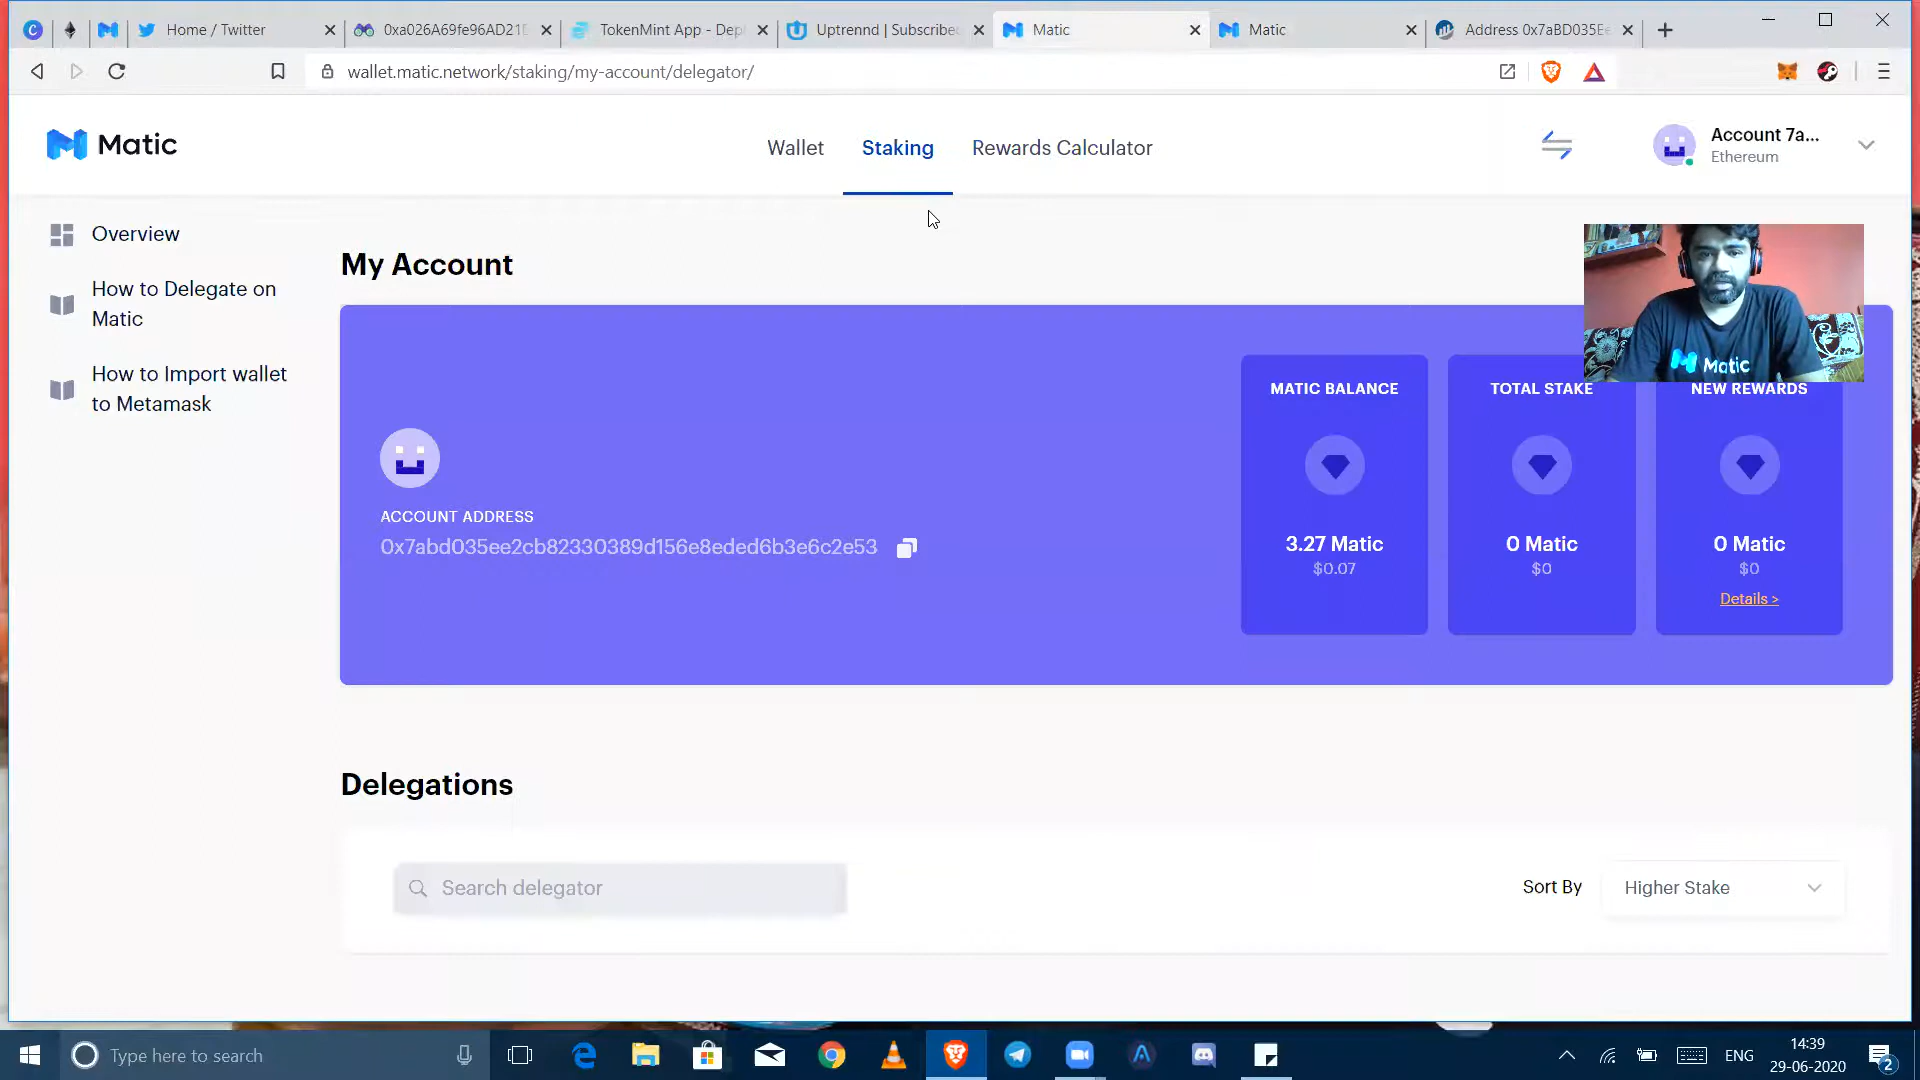 Home / Twitter
0xa026A69fe96AD21
TokenMint App - Dep
Uptrennd | Subscribe
Matic
Matic
Address 0x7aBD035E
wallet.matic.network/staking/my-account/delegator/
Matic
Wallet
Staking
Rewards Calculator
Account 7a...
Ethereum
Overview
How to Delegate on
Matic
How to Import wallet
to Metamask
My Account
Matic
ACCOUNT ADDRESS
0x7abd035ee2cb82330389d156e8eded6b3e6c2e53
MATIC BALANCE
3.27 Matic
$0.07
TOTAL STAKE
0 Matic
$0
NEW REWARDS
0 Matic
$0
Details >
Delegations
Search delegator
Sort By
Higher Stake
Type here to search
ENG
14:39
29-06-2020
2